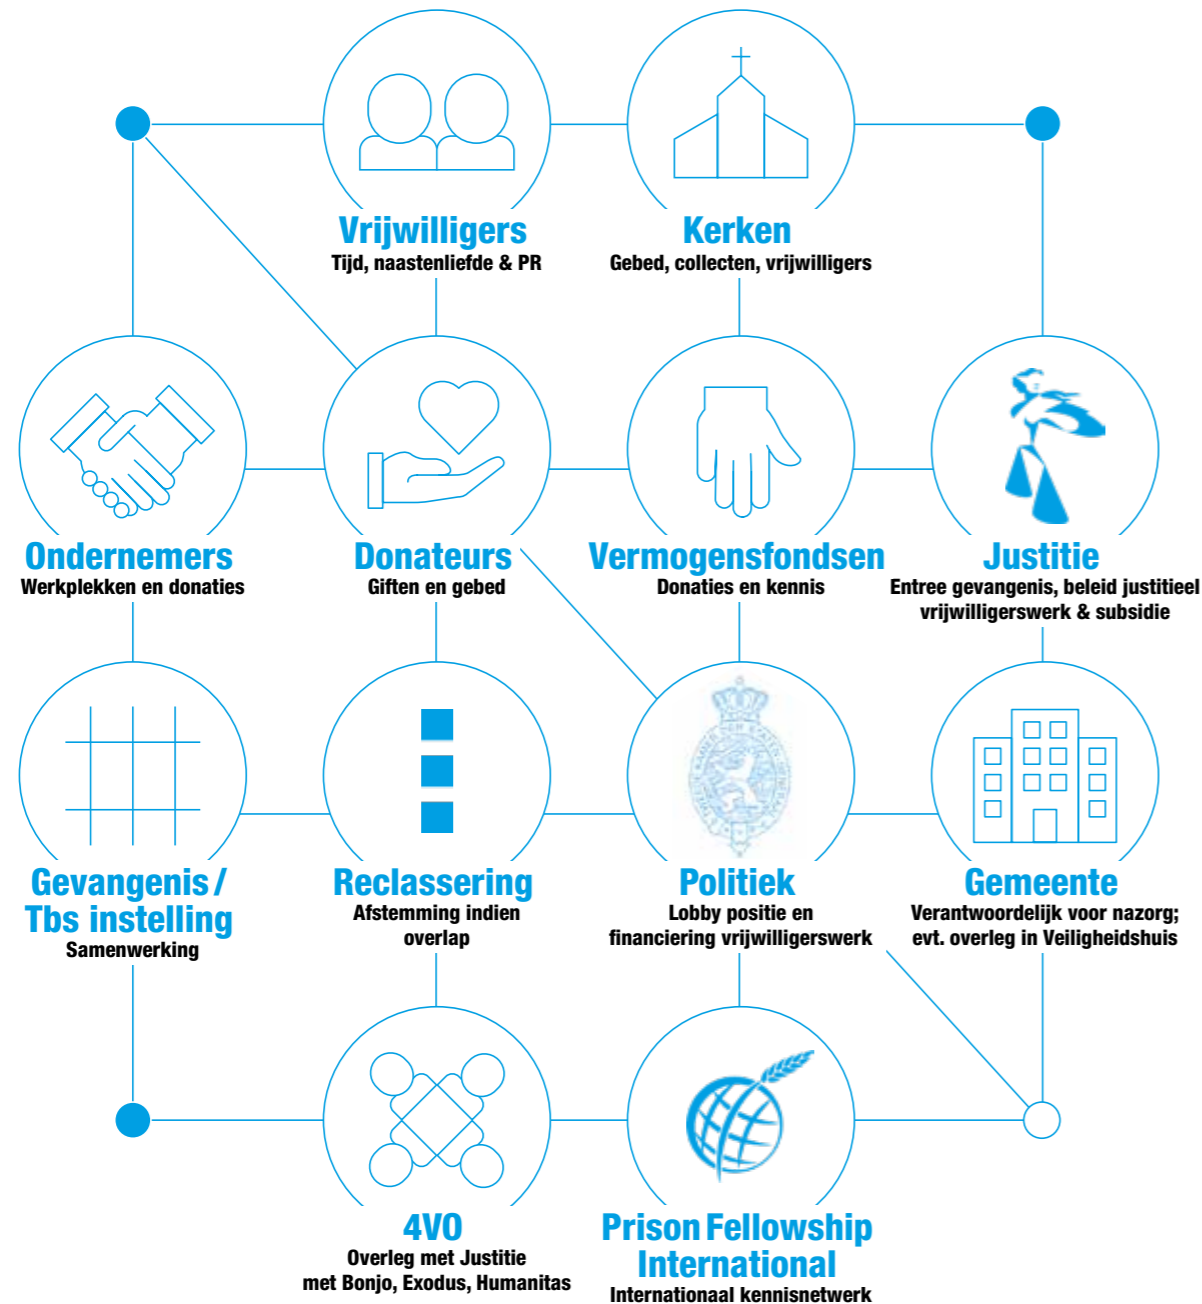 Vrijwilligers
Tijd, naastenliefde & PR
Kerken
Gebed, collecten, vrijwilligers
Ondernemers
Werkplekken en donaties
Donateurs
Giften en gebed
Vermogensfondsen
Donaties en kennis
Justitie
Entree gevangenis, beleid justitieel
vrijwilligerswerk & subsidie
Gevangenis /
Tbs instelling
Samenwerking
Reclassering
Afstemming indien
overlap
Politiek
Lobby positie en
financiering vrijwilligerswerk
Gemeente
Verantwoordelijk voor nazorg;
evt. overleg in Veiligheidshuis
4VO
Overleg met Justitie
met Bonjo, Exodus, Humanitas
Prison Fellowship
International
Internationaal kennisnetwerk